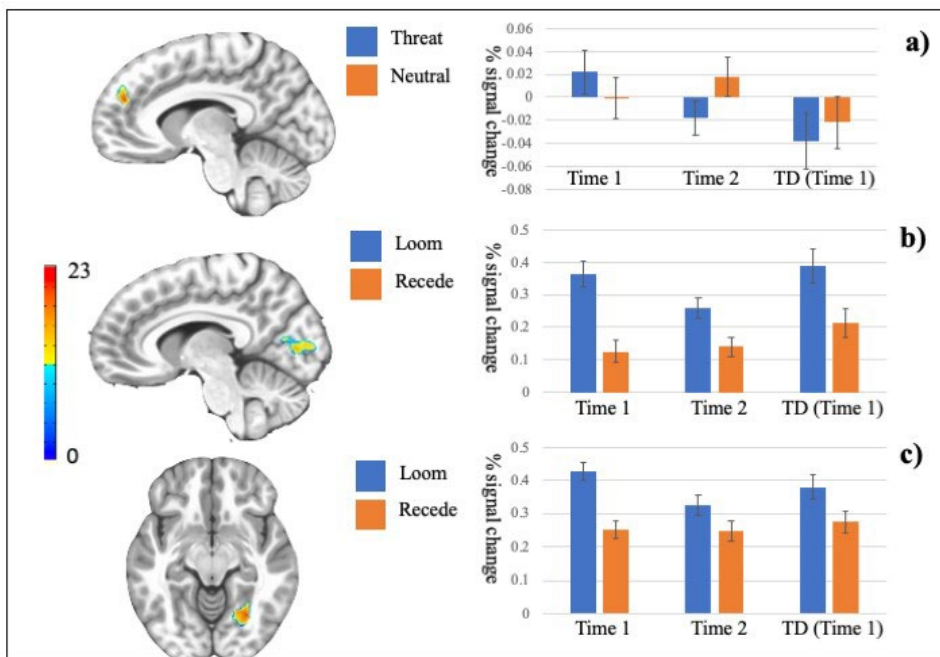 Threat
Neutral
a)
% signal change
0.06
0.04
0.02
0
-0.02
-0.04
-0.06
-0.08
Time 1 Time 2 TD (Time 1)
23
0
Loom
Recede
b)
% signal change
0.5
0.4
0.3
0.2
0.1
0
Time 1 Time 2 TD (Time 1)
Loom
Recede
c)
% signal change
0.5
0.4
0.3
0.2
0.1
0
Time 1 Time 2 TD (Time 1)